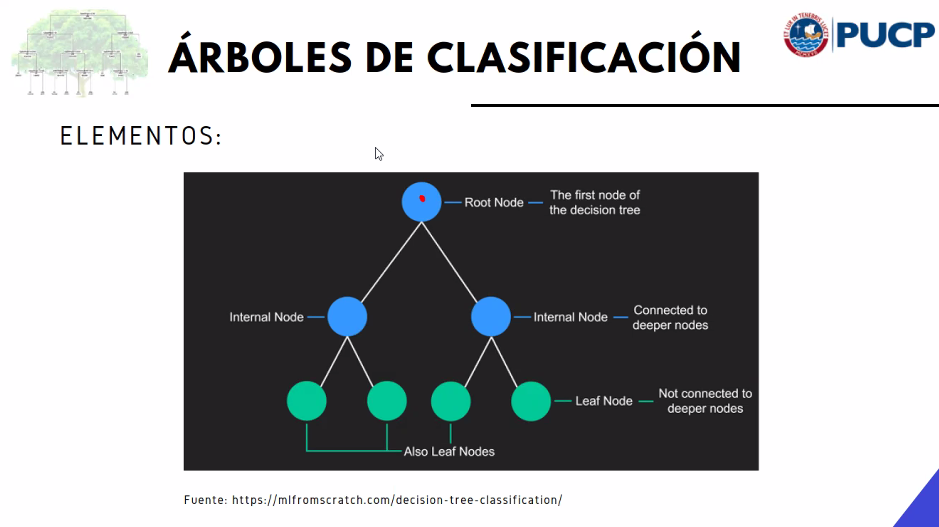 ÁRBOLES DE CLASIFICACIÓN
PUCP
ELEMENTOS:
Root Node
The first node of
the decision tree
Internal Node
Internal Node
Connected to
deeper nodes
Leaf Node
Not connected to
deeper nodes
Also Leaf Nodes
Fuente: https://mlfromscratch.com/decision-tree-classification/